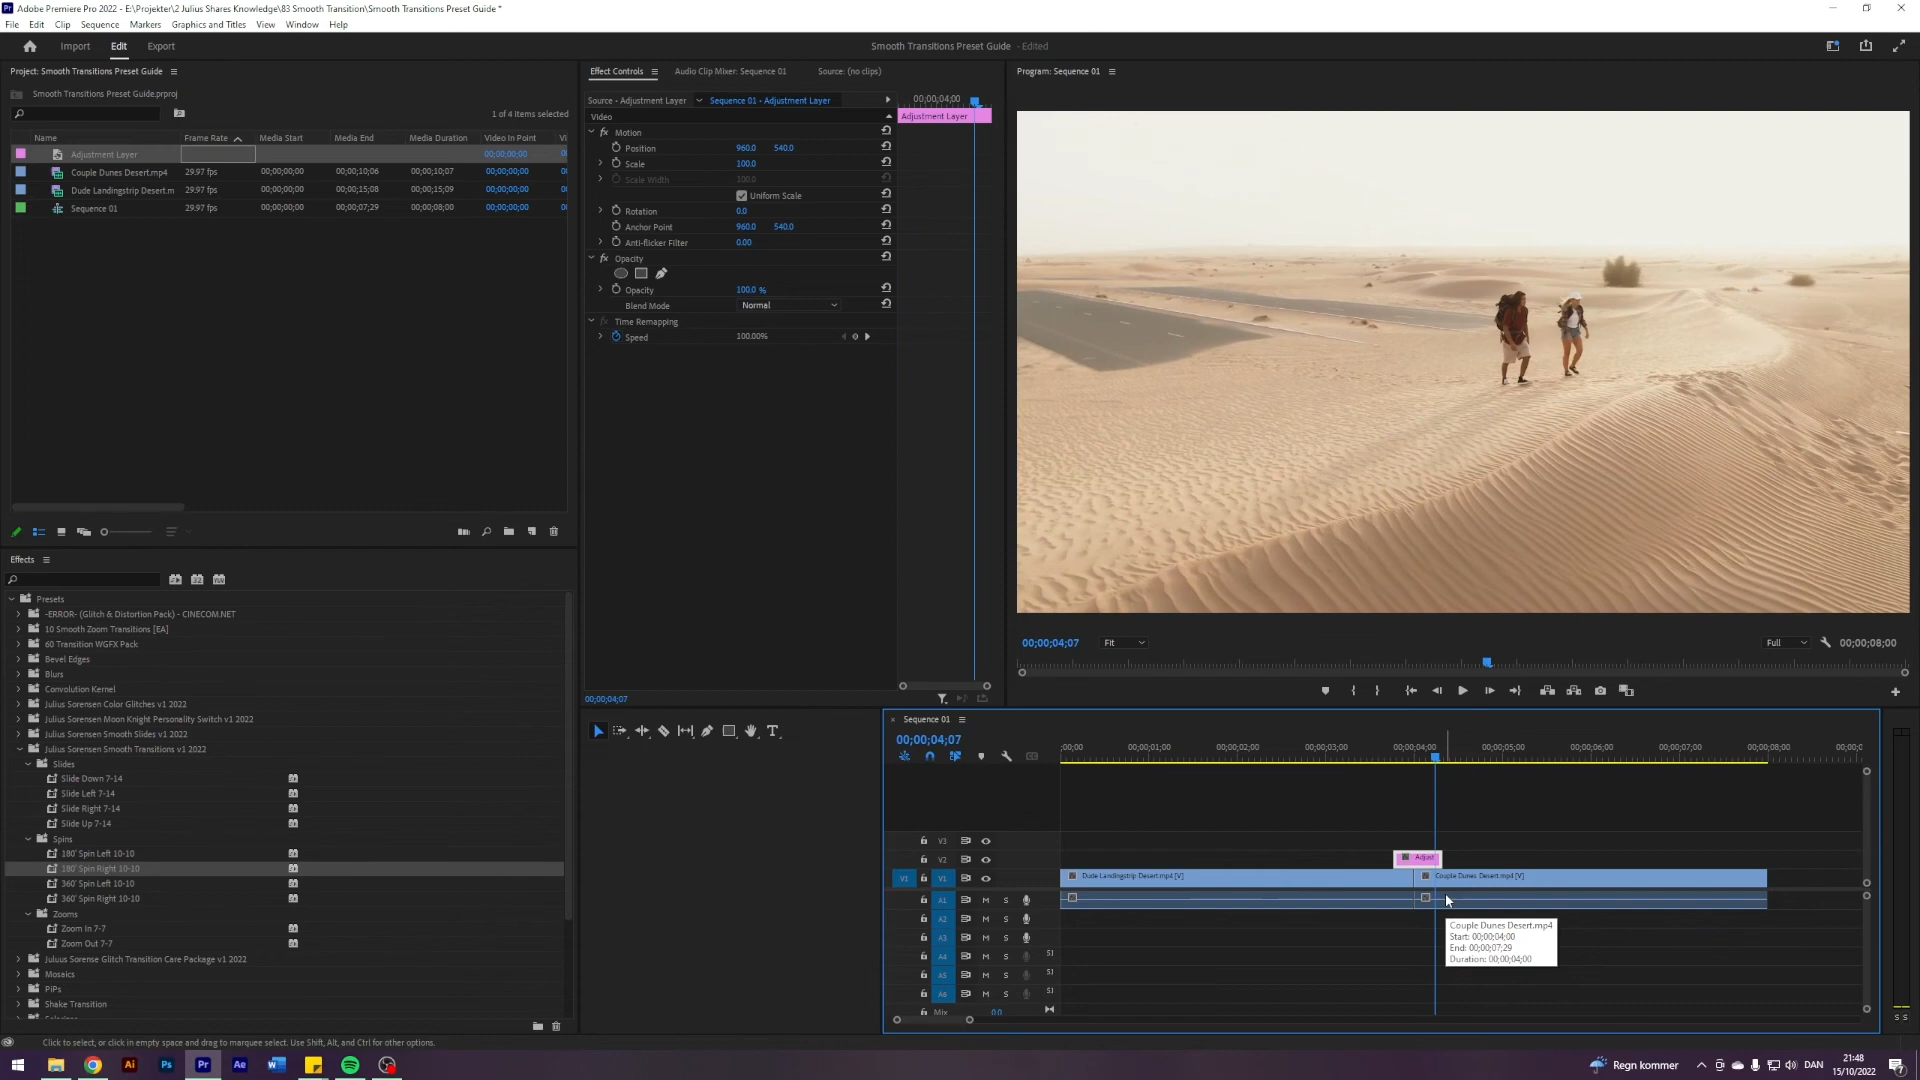 Adobe Premiere Pro 2022 - E:\Projekter\2 Julius Shares Knowledge\83 Smooth Transition\Smooth Transitions Preset Guide *
File Edit Clip Sequence Markers Graphics and Titles View Window Help
Import Edit Export
Smooth Transitions Preset Guide - Edited
Project: Smooth Transitions Preset Guide
Smooth Transitions Preset Guide.prproj
1 of 4 items selected
Name Frame Rate Media Start Media End Media Duration Video In Point Vi
Adjustment Layer 00;00;00;00
Couple Dunes Desert.mp4 29.97 fps 00;00;00;00 00;00;10;06 00;00;10;07 00;00;00;00
Dude Landingstrip Desert.m 29.97 fps 00;00;00;00 00;00;15;08 00;00;15;09 00;00;00;00
Sequence 01 29.97 fps 00;00;00;00 00;00;07;29 00;00;08;00 00;00;00;00
Effects
Presets
-ERROR- (Glitch & Distortion Pack) - CINECOM.NET
10 Smooth Zoom Transitions [EA]
60 Transition WGFX Pack
Bevel Edges
Blurs
Convolution Kernel
Julius Sorensen Color Glitches v1 2022
Julius Sorensen Moon Knight Personality Switch v1 2022
Julius Sorensen Smooth Slides v1 2022
Julius Sorensen Smooth Transitions v1 2022
Slides
Slide Down 7-14
Slide Left 7-14
Slide Right 7-14
Slide Up 7-14
Spins
180' Spin Left 10-10
180' Spin Right 10-10
360' Spin Left 10-10
360' Spin Right 10-10
Zooms
Zoom In 7-7
Zoom Out 7-7
Juluus Sorense Glitch Transition Care Package v1 2022
Mosaics
PiPs
Shake Transition
Effect Controls Audio Clip Mixer: Sequence 01 Source: (no clips)
Source - Adjustment Layer Sequence 01 - Adjustment Layer
00;00;04;00
Video Adjustment Layer
fx Motion
Position 960.0 540.0
Scale 100.0
Scale Width 100.0
Uniform Scale
Rotation 0.0
Anchor Point 960.0 540.0
Anti-flicker Filter 0.00
fx Opacity
Opacity 100.0 %
Blend Mode Normal
fx Time Remapping
Speed 100.00%
00;00;04;07
Program: Sequence 01
00;00;04;07 Fit Full 00;00;08;00
Sequence 01
00;00;04;07
;00;00 00;00;01;00 00;00;02;00 00;00;03;00 00;00;04;00 00;00;05;00 00;00;06;00 00;00;07;00 00;00;08;00
V3
V2 Adjust
V1 V1 Dude Landingstrip Desert.mp4 [V] Couple Dunes Desert.mp4 [V]
A1 M S
A2 M S
A3 M S
A4 M S S1
A5 M S S1
A6 M S S1
Mix 0.0
Couple Dunes Desert.mp4
Start: 00;00;04;00
End: 00;00;07;29
Duration: 00;00;04;00
S S
Click to select, or click in empty space and drag to marquee select. Use Shift, Alt, and Ctrl for other options.
Ai Ps Pr Ae W
Regn kommer DAN 21:48
15/10/2022